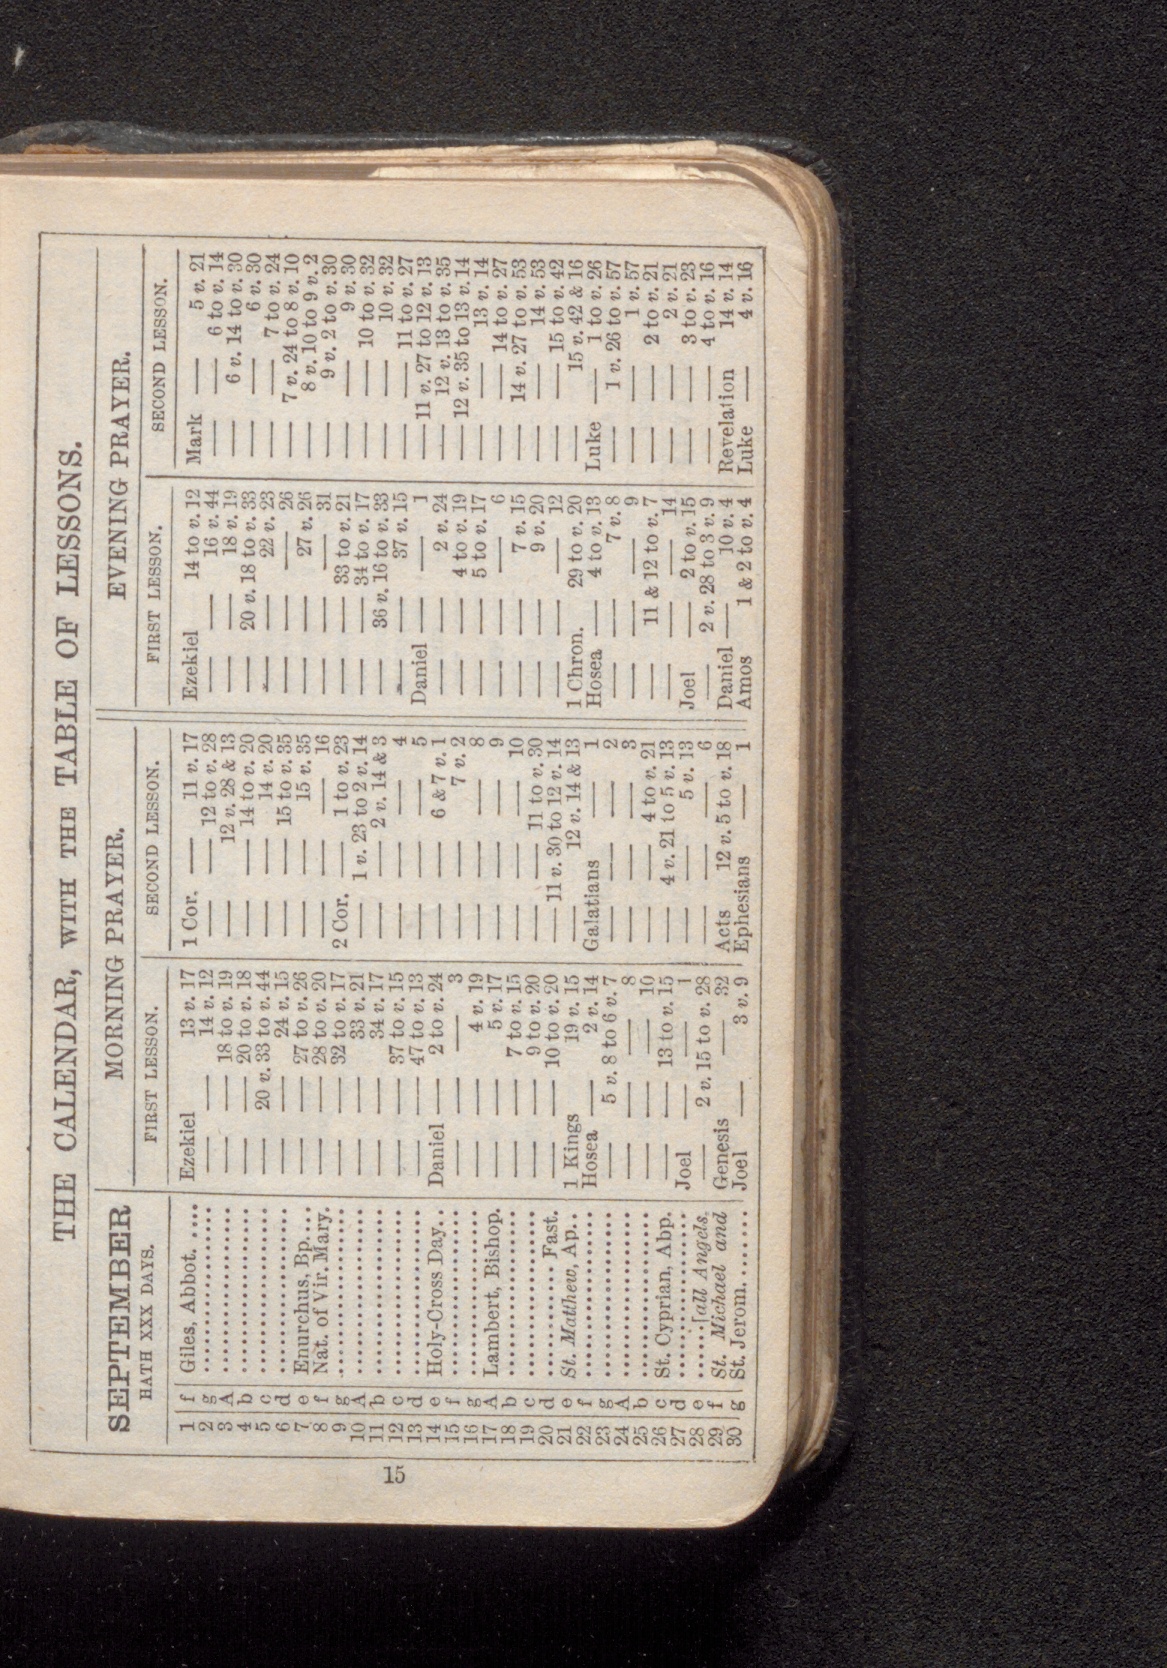 THE CALENDAR, WITH THE TABLE OF LESSONS.
SEPTEMBER MORNING PRAYER. EVENING PRAYER.
HATH XXX DAYS. FIRST LESSON. SECOND LESSON. FIRST LESSON. SECOND LESSON.
1 f Giles, Abbot. .... Ezekiel 13 v. 17 1 Cor. — 11 v. 17 Ezekiel 14 to v. 12 Mark — 5 v. 21
2 g .............. — — 14 v. 12 — — 12 to v. 28 — — 16 v. 44 — — 6 to v. 14
3 A .............. — — 18 to v. 19 — 12 v. 28 & 13 — — 18 v. 19 — 6 v. 14 to v. 30
4 b .............. — — 20 to v. 18 — — 14 to v. 20 — 20 v. 18 to v. 33 — — 6 v. 30
5 c .............. — 20 v. 33 to v. 44 — — 14 v. 20 — — 22 v. 23 — — 7 to v. 24
6 d .............. — — 24 v. 15 — — 15 to v. 35 — — — 26 — 7 v. 24 to 8 v. 10
7 e Enurchus, Bp.... — — 27 to v. 26 — — 15 v. 35 — — 27 v. 26 — 8 v. 10 to 9 v. 2
8 f Nat. of Vir. Mary. — — 28 to v. 20 — — — 16 — — — 31 — 9 v. 2 to v. 30
9 g .............. — — 32 to v. 17 2 Cor. — 1 to v. 23 — — 33 to v. 21 — — 9 v. 30
10 A .............. — — 33 v. 21 — 1 v. 23 to 2 v. 14 — — 34 to v. 17 — — 10 to v. 32
11 b .............. — — 34 v. 17 — — 2 v. 14 & 3 — 36 v. 16 to v. 33 — — 10 v. 32
12 c .............. — — 37 to v. 15 — — — 4 — — 37 v. 15 — — 11 to v. 27
13 d .............. — — 47 to v. 13 — — — 5 Daniel — — 1 — 11 v. 27 to 12 v. 13
14 e Holy-Cross Day.. Daniel — 2 to v. 24 — — 6 & 7 v. 1 — — 2 v. 24 — 12 v. 13 to v. 35
15 f .............. — — — 3 — — 7 v. 2 — — 4 to v. 19 — 12 v. 35 to 13 v. 14
16 g .............. — — 4 v. 19 — — — 8 — — 5 to v. 17 — — 13 v. 14
17 A Lambert, Bishop. — — 5 v. 17 — — — 9 — — — 6 — — 14 to v. 27
18 b .............. — — 7 to v. 15 — — — 10 — — 7 v. 15 — 14 v. 27 to v. 53
19 c .............. — — 9 to v. 20 — — 11 to v. 30 — — 9 v. 20 — — 14 v. 53
20 d .......... Fast. — — 10 to v. 20 — 11 v. 30 to 12 v. 14 — — — 12 — — 15 to v. 42
21 e St. Matthew, Ap.. 1 Kings 19 v. 15 — 12 v. 14 & 13 1 Chron. 29 to v. 20 — 15 v. 42 & 16
22 f .............. Hosea — 2 v. 14 Galatians — 1 Hosea — 4 to v. 13 Luke — 1 to v. 26
23 g .............. — 5 v. 8 to 6 v. 7 — — — 2 — — 7 v. 8 — 1 v. 26 to v. 57
24 A .............. — — — 8 — — — 3 — — — 9 — — 1 v. 57
25 b .............. — — — 10 — — 4 to v. 21 — 11 & 12 to v. 7 — — 2 to v. 21
26 c St. Cyprian, Abp. — — 13 to v. 15 — 4 v. 21 to 5 v. 13 — — — 14 — — 2 v. 21
27 d .............. Joel — — 1 — — 5 v. 13 Joel — 2 to v. 15 — — 3 to v. 23
28 e .....[all Angels. — 2 v. 15 to v. 28 — — — 6 — 2 v. 28 to 3 v. 9 — — 4 to v. 16
29 f St. Michael and Genesis — 32 Acts 12 v. 5 to v. 18 Daniel — 10 v. 4 Revelation 14 v. 14
30 g St. Jerom....... Joel — 3 v. 9 Ephesians — 1 Amos 1 & 2 to v. 4 Luke — 4 v. 16
15